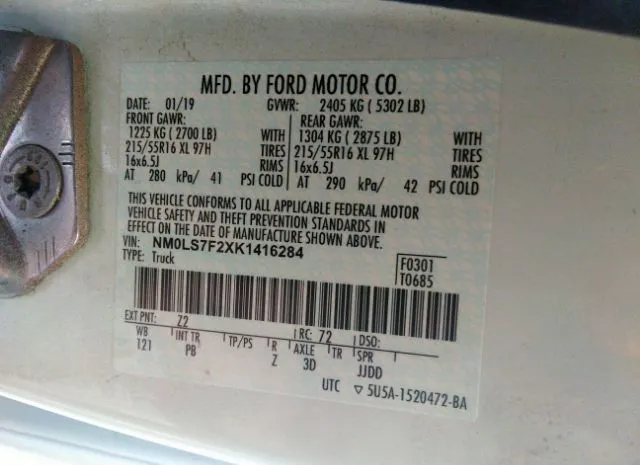 MFD. BY FORD MOTOR CO.
DATE: 01/19 GVWR: 2405 KG ( 5302 LB)
FRONT GAWR: REAR GAWR:
1225 KG ( 2700 LB) WITH 1304 KG ( 2875 LB) WITH
215/55R16 XL 97H TIRES 215/55R16 XL 97H TIRES
16x6.5J RIMS 16x6.5J RIMS
AT 280 kPa/ 41 PSI COLD AT 290 kPa/ 42 PSI COLD
THIS VEHICLE CONFORMS TO ALL APPLICABLE FEDERAL MOTOR
VEHICLE SAFETY AND THEFT PREVENTION STANDARDS IN
EFFECT ON THE DATE OF MANUFACTURE SHOWN ABOVE.
VIN: NM0LS7F2XK1416284
TYPE: Truck
F0301
T0685
EXT PNT: Z2 RC: 72 DSO:
WB INT TR TP/PS R AXLE TR SPR
121 PB Z 3D JJDD
UTC ▽ 5U5A-1520472-BA